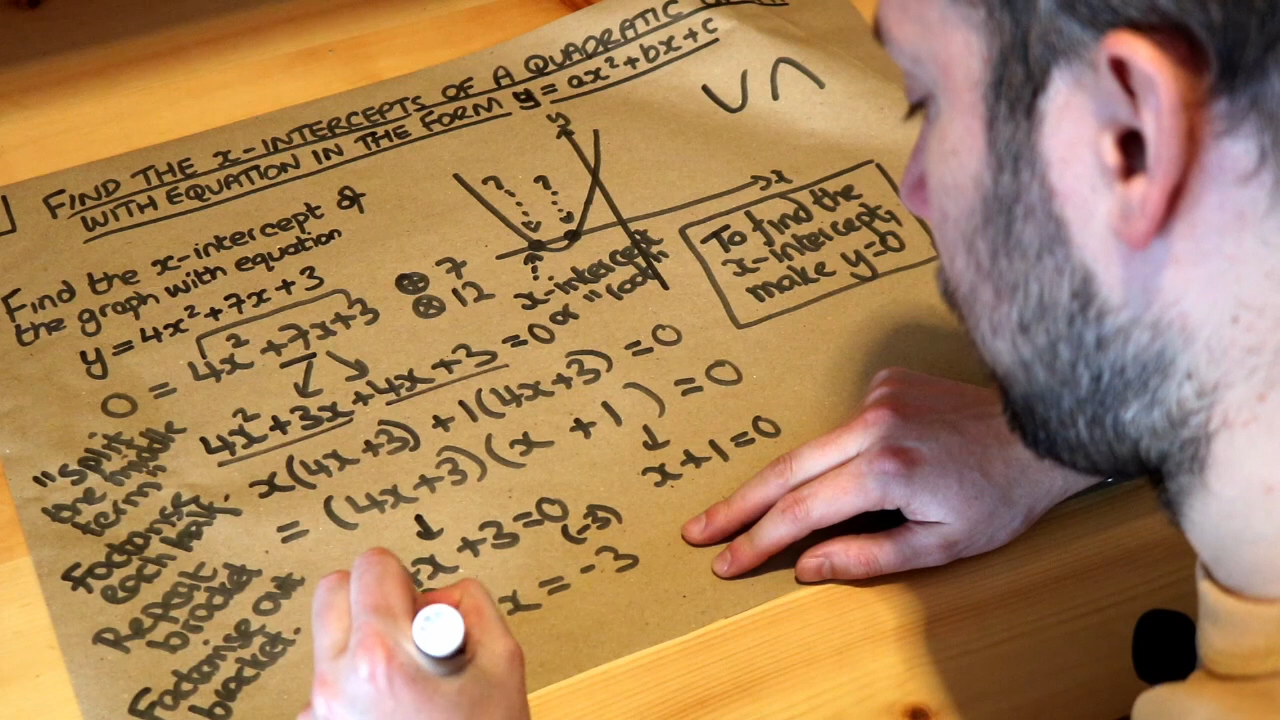 FIND THE x-INTERCEPTS OF A QUADRATIC
WITH EQUATION IN THE FORM y = ax² + bx + c
y
x
? ?
x-intercept
or "root"
To find the
x-intercept,
make y=0
Find the x-intercept of
the graph with equation
y = 4x² + 7x + 3
⊕ 7
⊗ 12
0 = 4x² + 7x + 3
4x² + 3x + 4x + 3 = 0
x(4x + 3) + 1(4x + 3) = 0
= (4x + 3)(x + 1) = 0
x + 3 = 0
(-3)
x = -3
x + 1 = 0
"Split
the middle
term"
Factorise
each half.
Repeat
bracket
Factorise out
bracket.